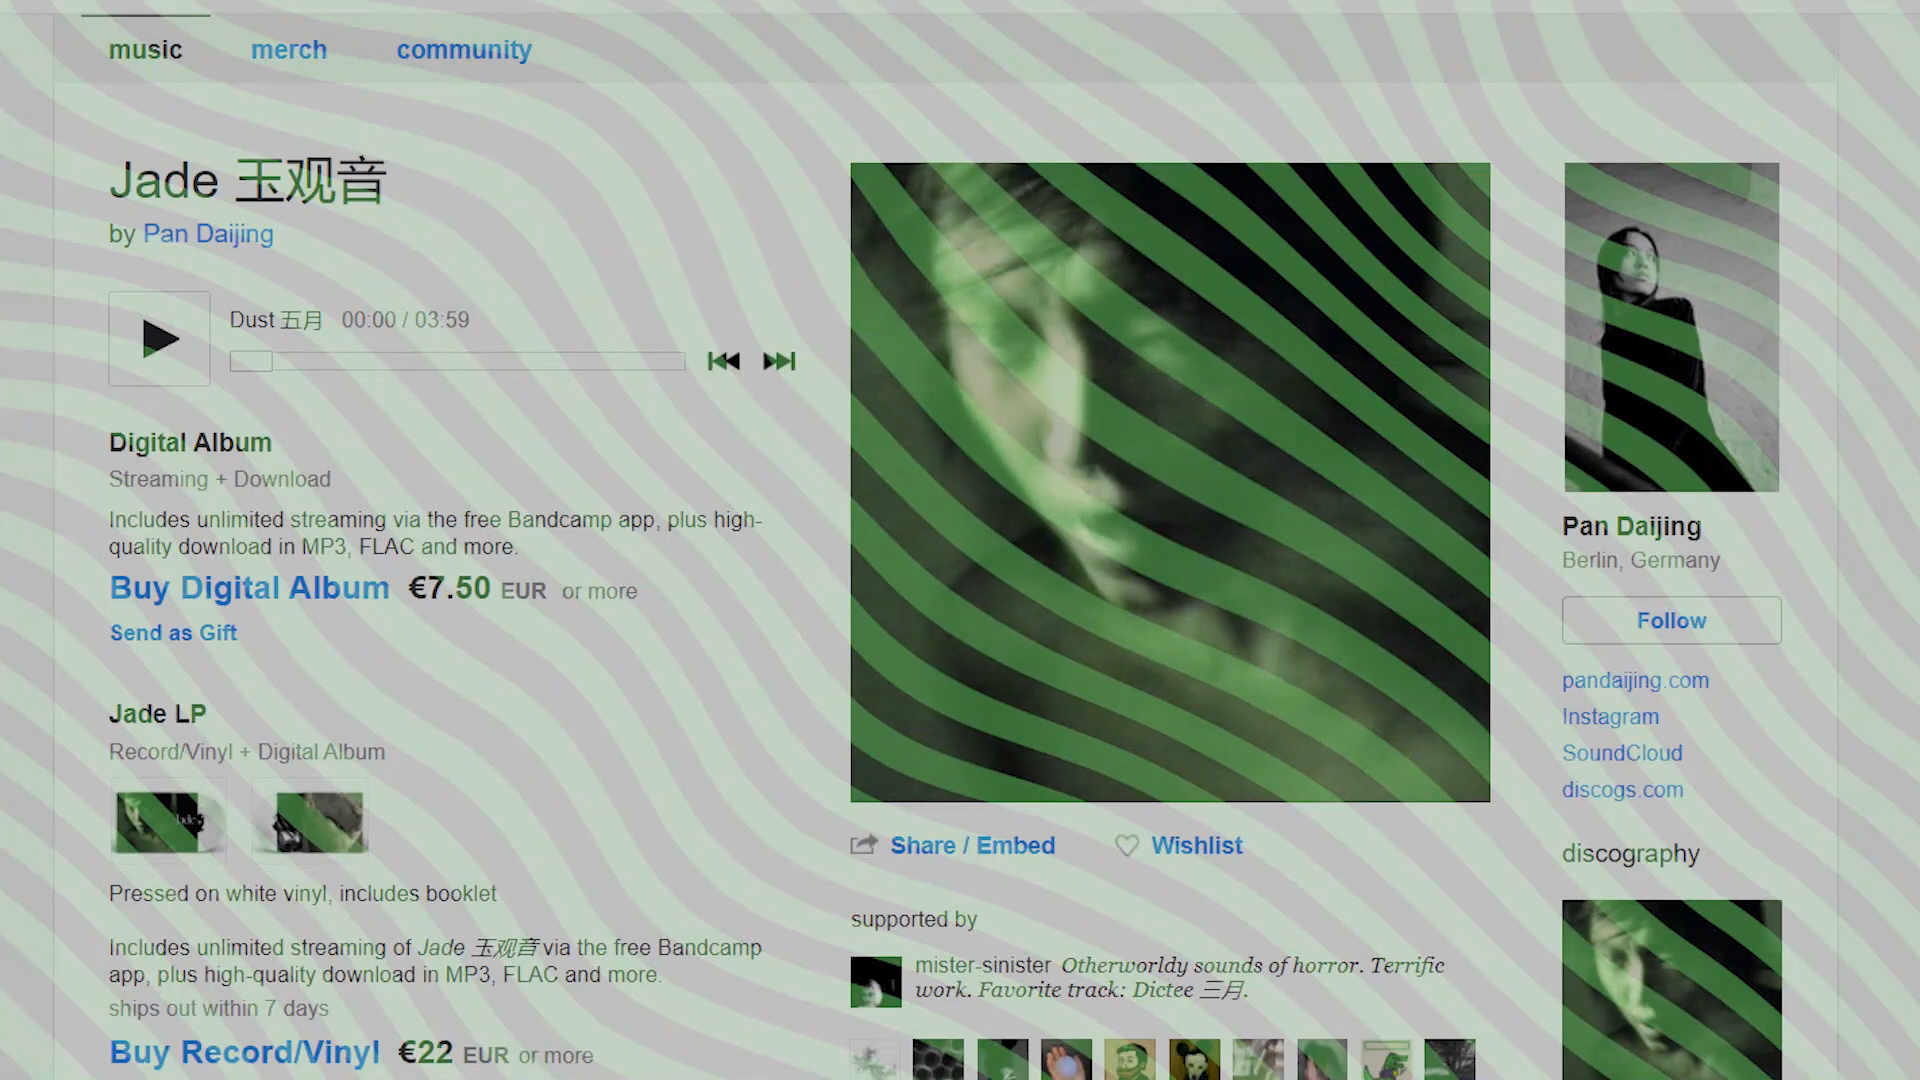 music merch community
Jade 玉观音
by Pan Daijing
Dust 五月 00:00 / 03:59
Digital Album
Streaming + Download
Includes unlimited streaming via the free Bandcamp app, plus high-
quality download in MP3, FLAC and more.
Buy Digital Album €7.50 EUR or more
Send as Gift
Jade LP
Record/Vinyl + Digital Album
Jade
Pressed on white vinyl, includes booklet
Includes unlimited streaming of Jade 玉观音 via the free Bandcamp
app, plus high-quality download in MP3, FLAC and more.
ships out within 7 days
Buy Record/Vinyl €22 EUR or more
Share / Embed Wishlist
supported by
mister-sinister Otherworldy sounds of horror. Terrific
work. Favorite track: Dictee 三月.
Pan Daijing
Berlin, Germany
Follow
pandaijing.com
Instagram
SoundCloud
discogs.com
discography